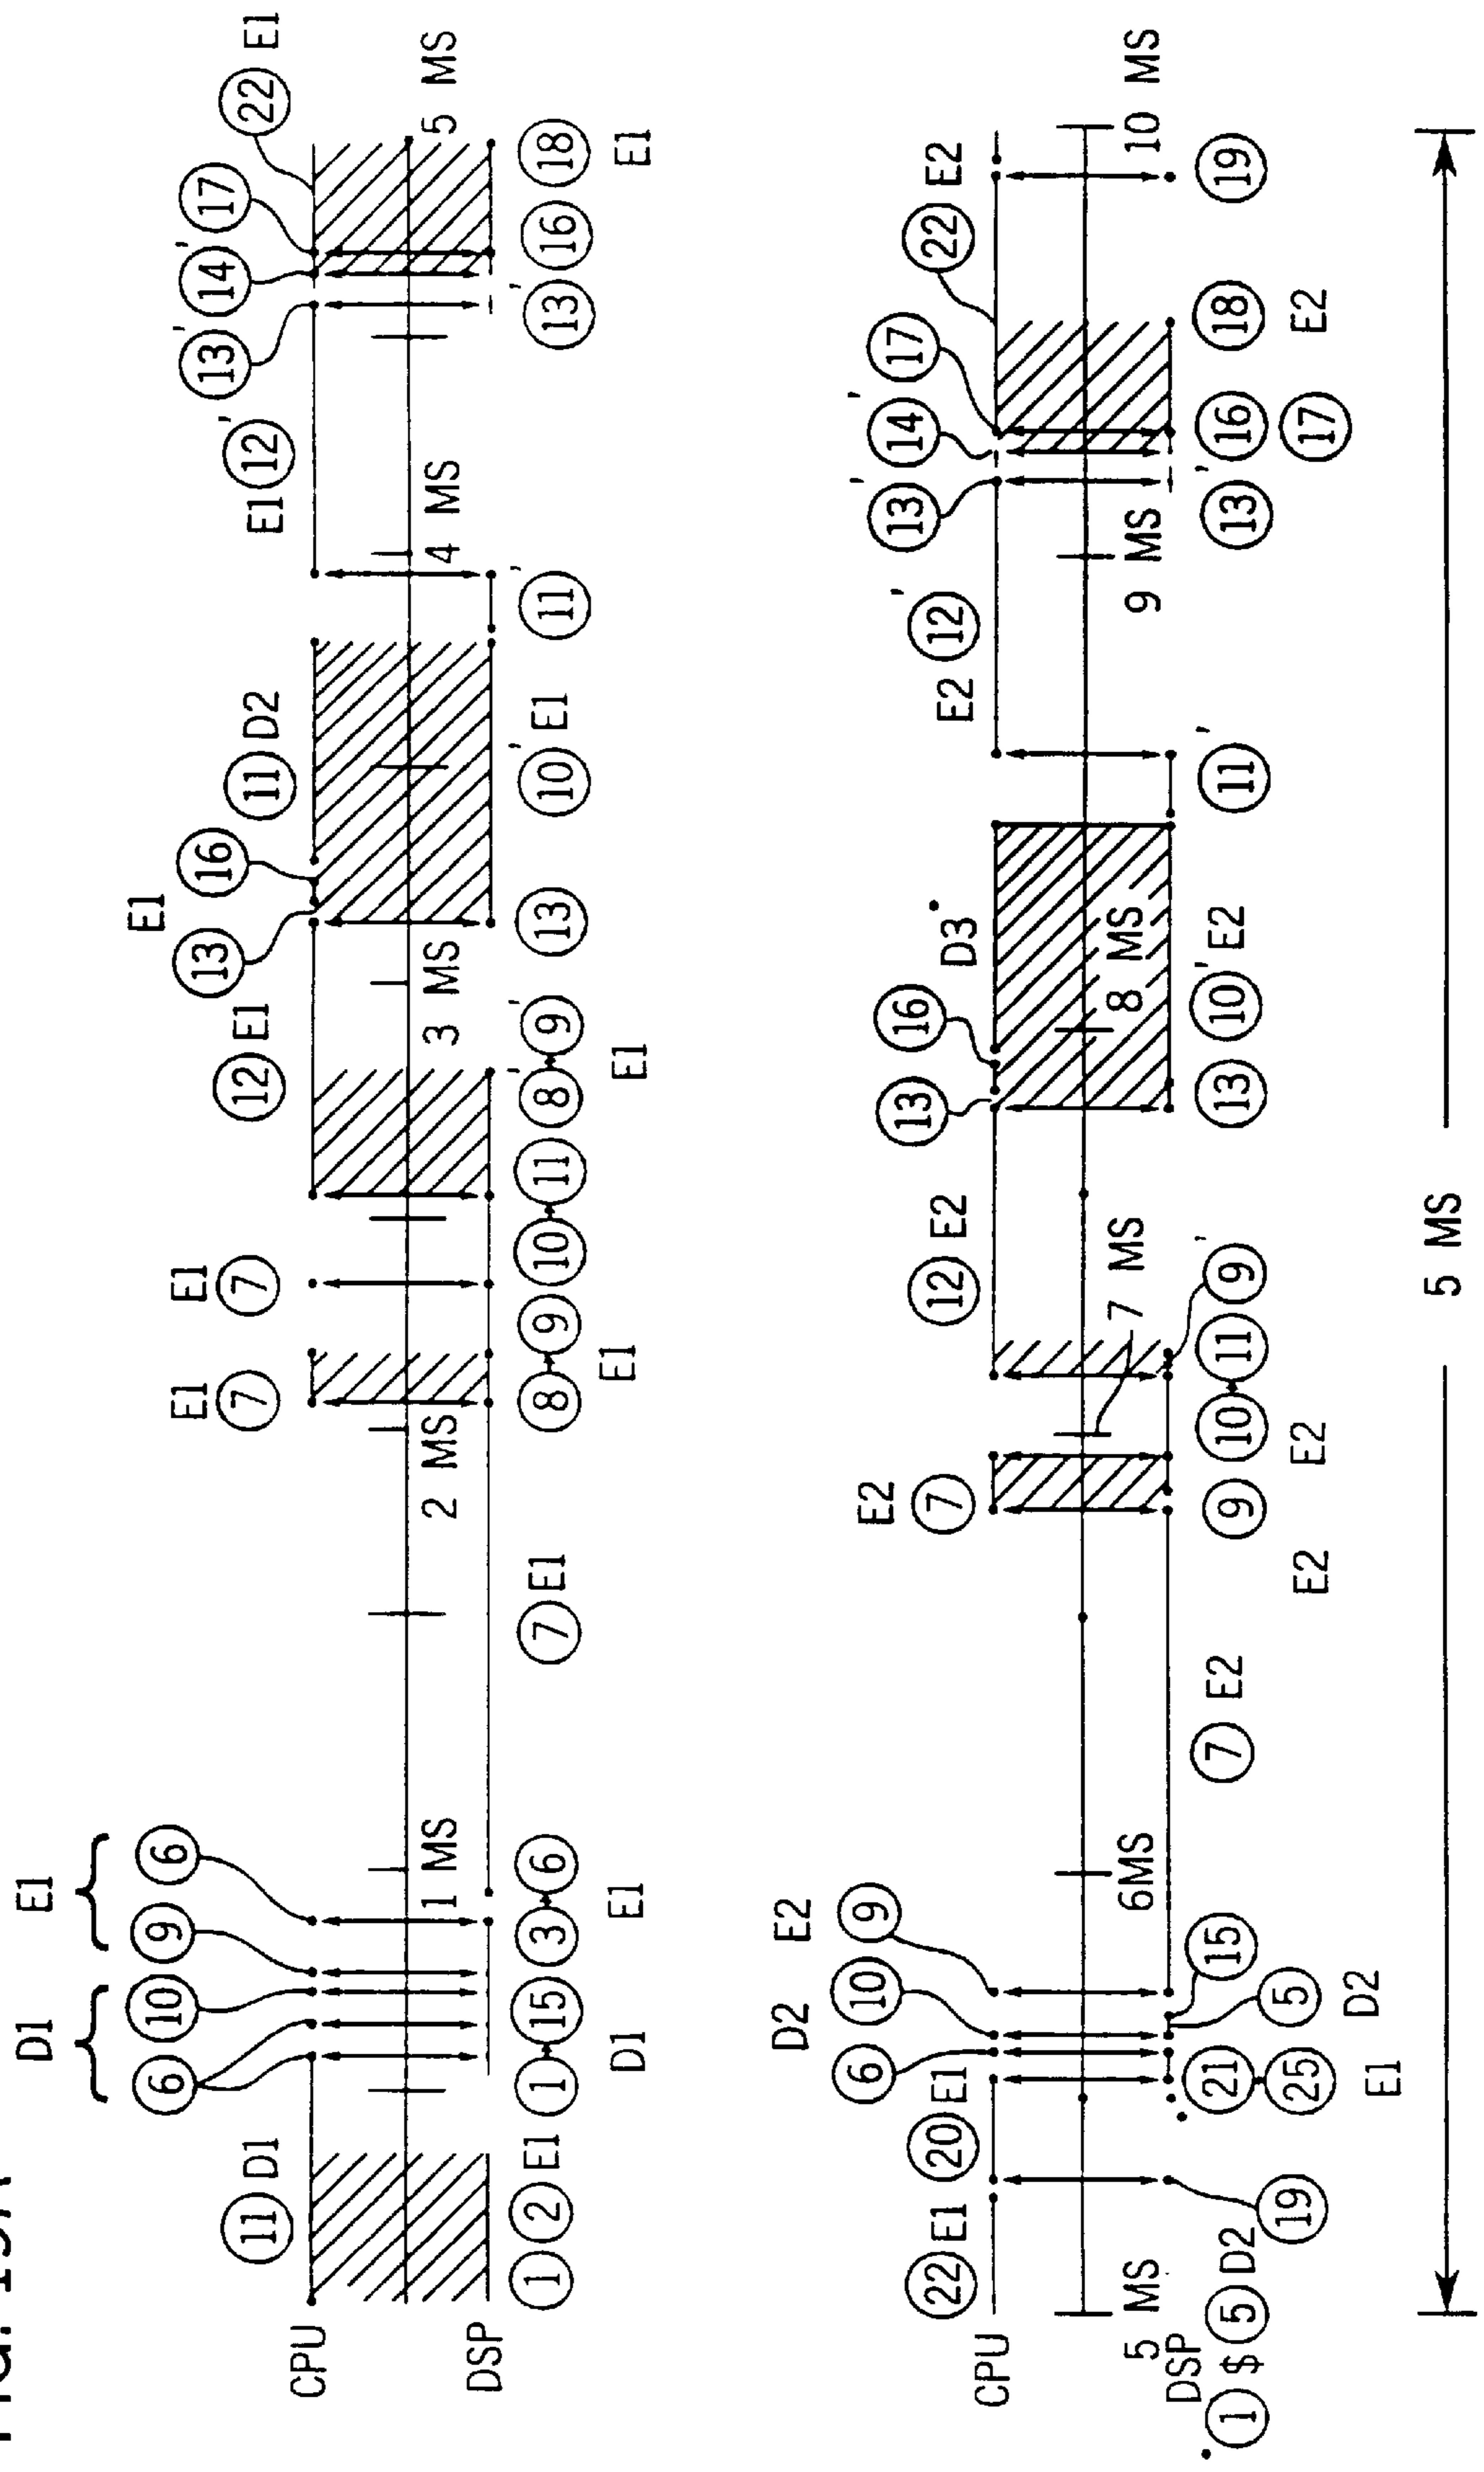 E1
D1
6 10 9 6
E1 7
E1 7
E1
13 16
13' 14' 17
11 D1
12 E1
11 D2
E1 12'
22 E1
CPU
1 MS
2 MS
3 MS
4 MS
5 MS
DSP
1 2 E1
1 15
D1
3 6
E1
7 E1
8 9
E1
10 11
8' 9'
E1
13
10' E1
11'
13'
16
18
E1
D2
E2
6 10 9
E2
7
22 E1
20 E1
12 E2
13 16
D3
E2 12'
13' 14' 17
22
E2
CPU
5 MS
6MS
7 MS
8 MS
9 MS
10 MS
DSP
1 $ 5 D2
19
21 25
E1
5
15
D2
7 E2
9
E2
10 11
9'
E2
13
10' E2
11'
13'
16
17
18
E2
19
5 MS